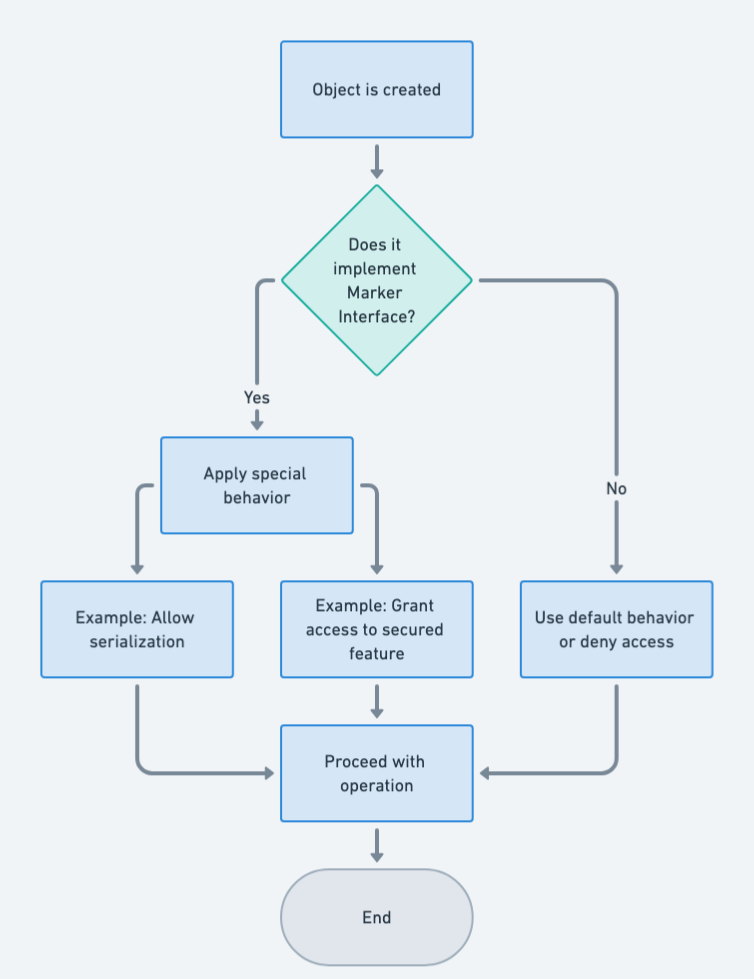 Object is created
Does it
implement
Marker
Interface?
Yes
Apply special
behavior
No
Example: Allow
serialization
Example: Grant
access to secured
feature
Use default behavior
or deny access
Proceed with
operation
End